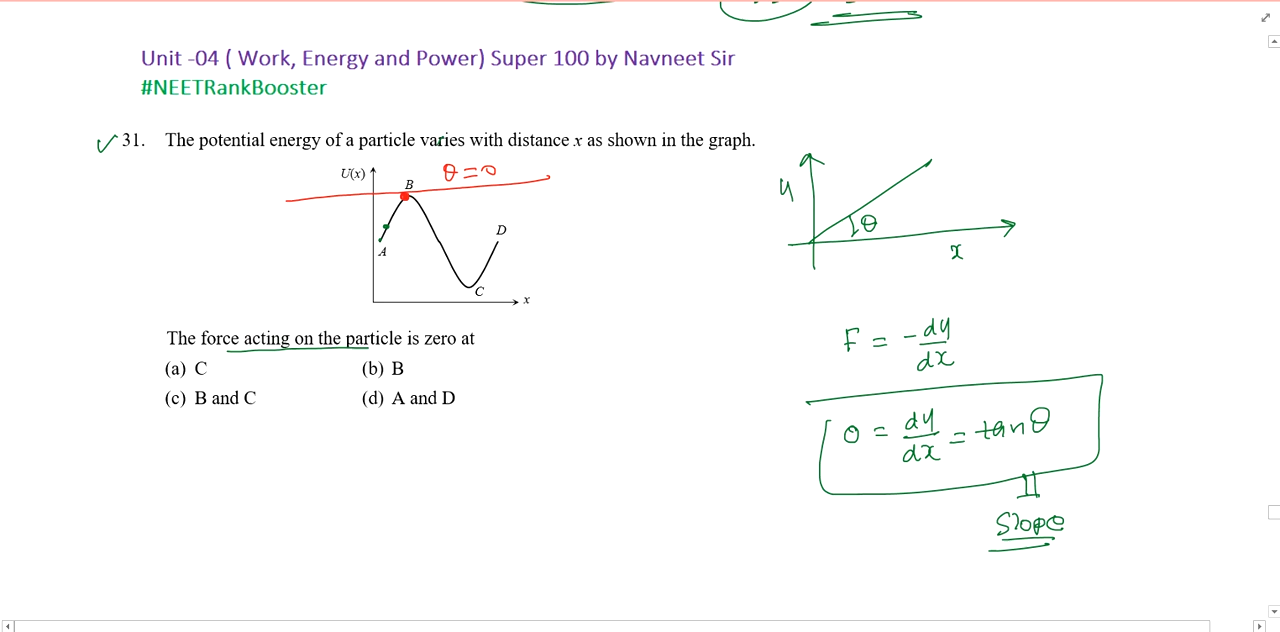 Unit -04 ( Work, Energy and Power) Super 100 by Navneet Sir
#NEETRankBooster
31. The potential energy of a particle varies with distance x as shown in the graph.
U(x)
B
θ = 0
A
D
C
x
y
θ
x
The force acting on the particle is zero at
(a) C (b) B
(c) B and C (d) A and D
F = - dy/dx
0 = dy/dx = tanθ
Slope